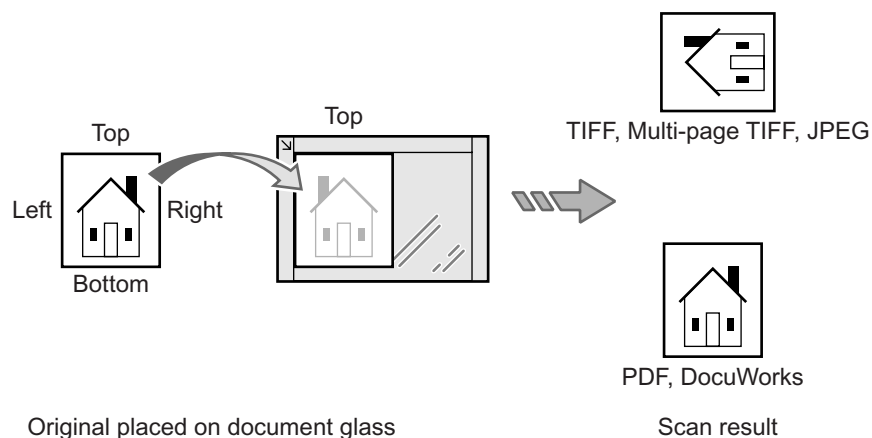 TIFF, Multi-page TIFF, JPEG
Top
Top
Left
Right
Bottom
PDF, DocuWorks
Original placed on document glass
Scan result